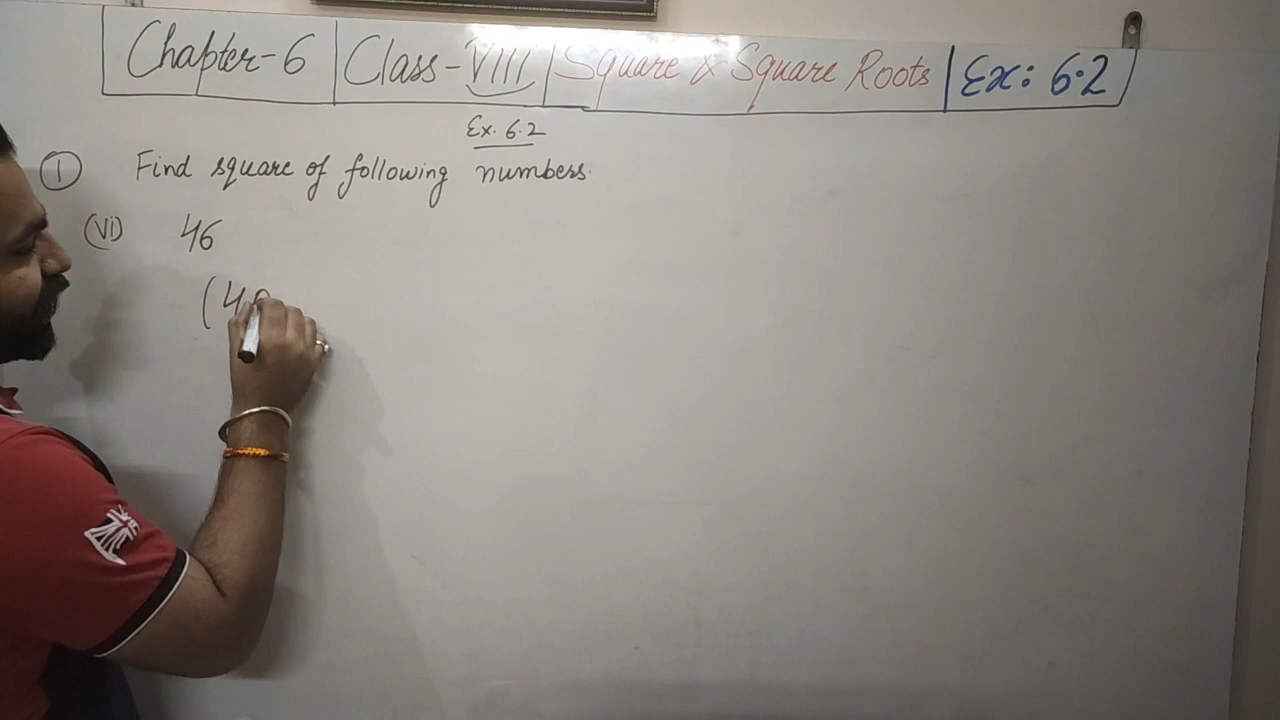 Chapter-6 | Class-VIII | Square & Square Roots | Ex: 6.2
Ex. 6.2
① Find square of following numbers.
(vi) 46
(40